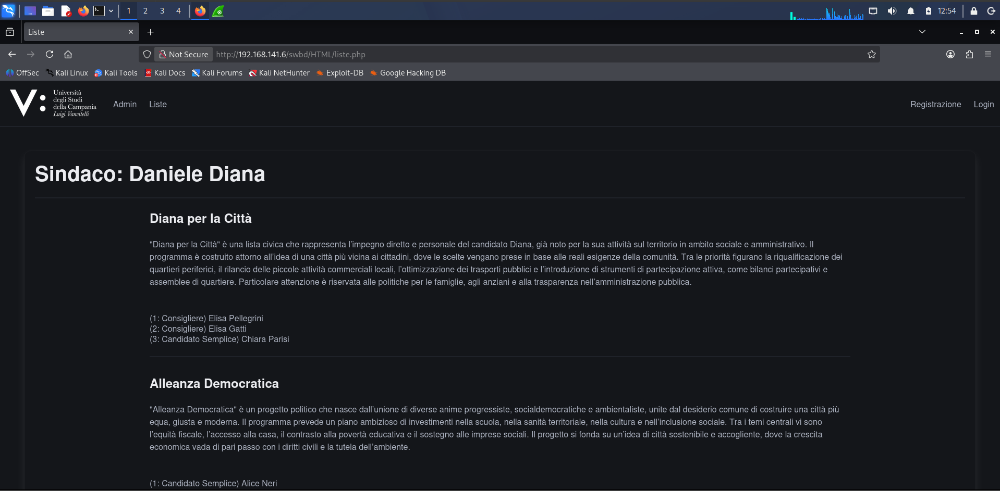 1 2 3 4 12:54
Liste
Not Secure http://192.168.141.6/swbd/HTML/liste.php
OffSec Kali Linux Kali Tools Kali Docs Kali Forums Kali NetHunter Exploit-DB Google Hacking DB
V:
Università
degli Studi
della Campania
Luigi Vanvitelli
Admin Liste Registrazione Login
Sindaco: Daniele Diana
Diana per la Città
"Diana per la Città" è una lista civica che rappresenta l’impegno diretto e personale del candidato Diana, già noto per la sua attività sul territorio in ambito sociale e amministrativo. Il
programma è costruito attorno all’idea di una città più vicina ai cittadini, dove le scelte vengano prese in base alle reali esigenze della comunità. Tra le priorità figurano la riqualificazione dei
quartieri periferici, il rilancio delle piccole attività commerciali locali, l’ottimizzazione dei trasporti pubblici e l’introduzione di strumenti di partecipazione attiva, come bilanci partecipativi e
assemblee di quartiere. Particolare attenzione è riservata alle politiche per le famiglie, agli anziani e alla trasparenza nell’amministrazione pubblica.
(1: Consigliere) Elisa Pellegrini
(2: Consigliere) Elisa Gatti
(3: Candidato Semplice) Chiara Parisi
Alleanza Democratica
"Alleanza Democratica" è un progetto politico che nasce dall’unione di diverse anime progressiste, socialdemocratiche e ambientaliste, unite dal desiderio comune di costruire una città più
equa, giusta e moderna. Il programma prevede un piano ambizioso di investimenti nella scuola, nella sanità territoriale, nella cultura e nell’inclusione sociale. Tra i temi centrali vi sono
l’equità fiscale, l’accesso alla casa, il contrasto alla povertà educativa e il sostegno alle imprese sociali. Il progetto si fonda su un’idea di città sostenibile e accogliente, dove la crescita
economica vada di pari passo con i diritti civili e la tutela dell’ambiente.
(1: Candidato Semplice) Alice Neri